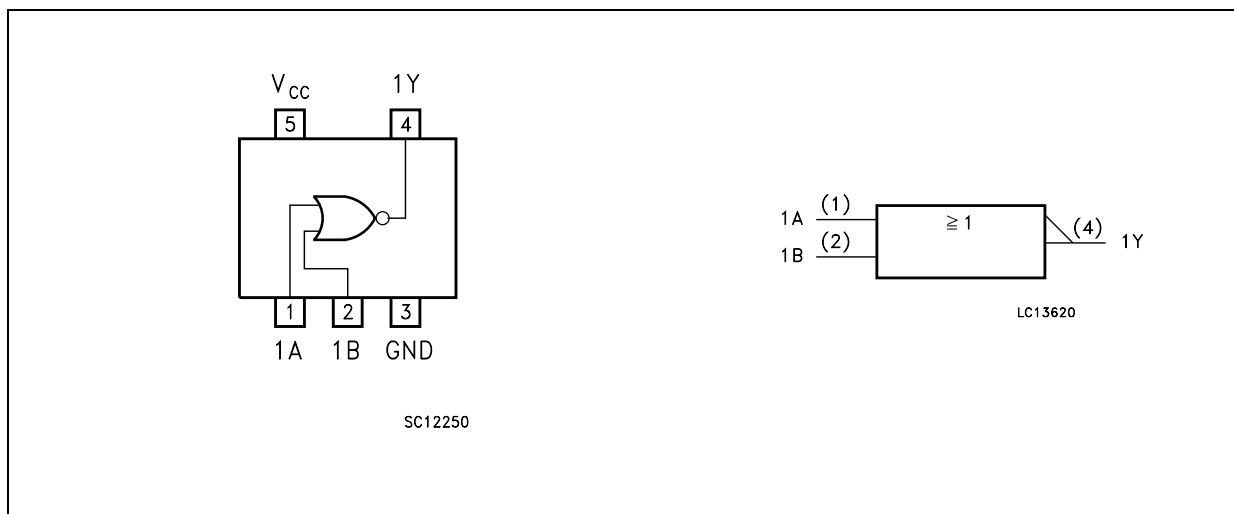 V CC 1Y
5 4
1 2 3
1A 1B GND
SC12250
1A (1) ≧ 1 (4) 1Y
1B (2)
LC13620